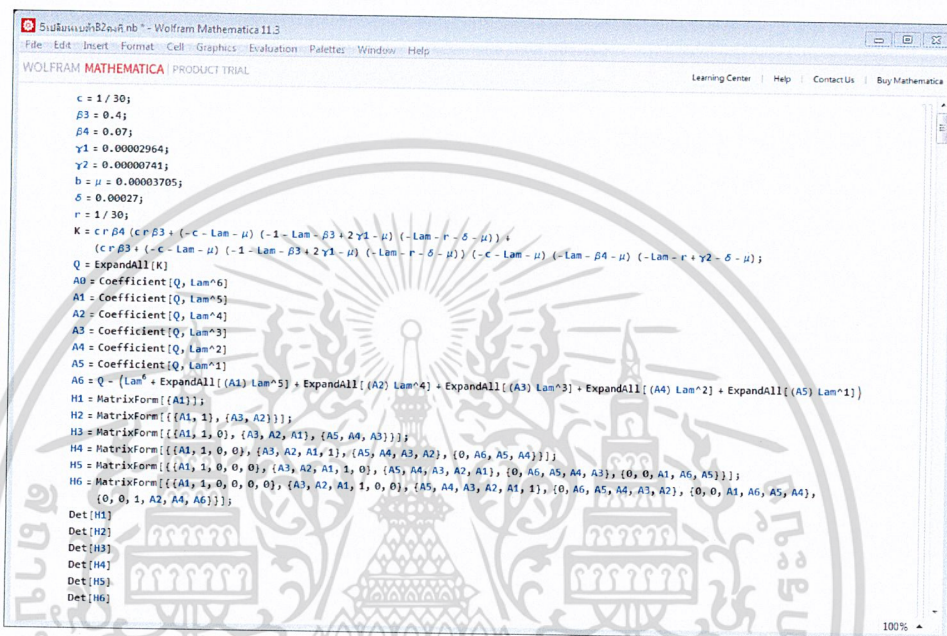 5เปลี่ยนเบต้าB2คงที่.nb * - Wolfram Mathematica 11.3
File Edit Insert Format Cell Graphics Evaluation Palettes Window Help
WOLFRAM MATHEMATICA | PRODUCT TRIAL
Learning Center | Help | Contact Us | Buy Mathematica
c = 1 / 30;
β3 = 0.4;
β4 = 0.07;
γ1 = 0.00002964;
γ2 = 0.00000741;
b = μ = 0.00003705;
δ = 0.00027;
r = 1 / 30;
K = c r β4 (c r β3 + (-c - Lam - μ) (-1 - Lam - β3 + 2 γ1 - μ) (-Lam - r - δ - μ)) +
(c r β3 + (-c - Lam - μ) (-1 - Lam - β3 + 2 γ1 - μ) (-Lam - r - δ - μ)) (-c - Lam - μ) (-Lam - β4 - μ) (-Lam - r + γ2 - δ - μ);
Q = ExpandAll[K]
A0 = Coefficient[Q, Lam^6]
A1 = Coefficient[Q, Lam^5]
A2 = Coefficient[Q, Lam^4]
A3 = Coefficient[Q, Lam^3]
A4 = Coefficient[Q, Lam^2]
A5 = Coefficient[Q, Lam^1]
A6 = Q - (Lam⁶ + ExpandAll[(A1) Lam^5] + ExpandAll[(A2) Lam^4] + ExpandAll[(A3) Lam^3] + ExpandAll[(A4) Lam^2] + ExpandAll[(A5) Lam^1])
H1 = MatrixForm[{A1}];
H2 = MatrixForm[{{A1, 1}, {A3, A2}}];
H3 = MatrixForm[{{A1, 1, 0}, {A3, A2, A1}, {A5, A4, A3}}];
H4 = MatrixForm[{{A1, 1, 0, 0}, {A3, A2, A1, 1}, {A5, A4, A3, A2}, {0, A6, A5, A4}}];
H5 = MatrixForm[{{A1, 1, 0, 0, 0}, {A3, A2, A1, 1, 0}, {A5, A4, A3, A2, A1}, {0, A6, A5, A4, A3}, {0, 0, A1, A6, A5}}];
H6 = MatrixForm[{{A1, 1, 0, 0, 0, 0}, {A3, A2, A1, 1, 0, 0}, {A5, A4, A3, A2, A1, 1}, {0, A6, A5, A4, A3, A2}, {0, 0, A1, A6, A5, A4},
{0, 0, 1, A2, A4, A6}}];
Det[H1]
Det[H2]
Det[H3]
Det[H4]
Det[H5]
Det[H6]
100%